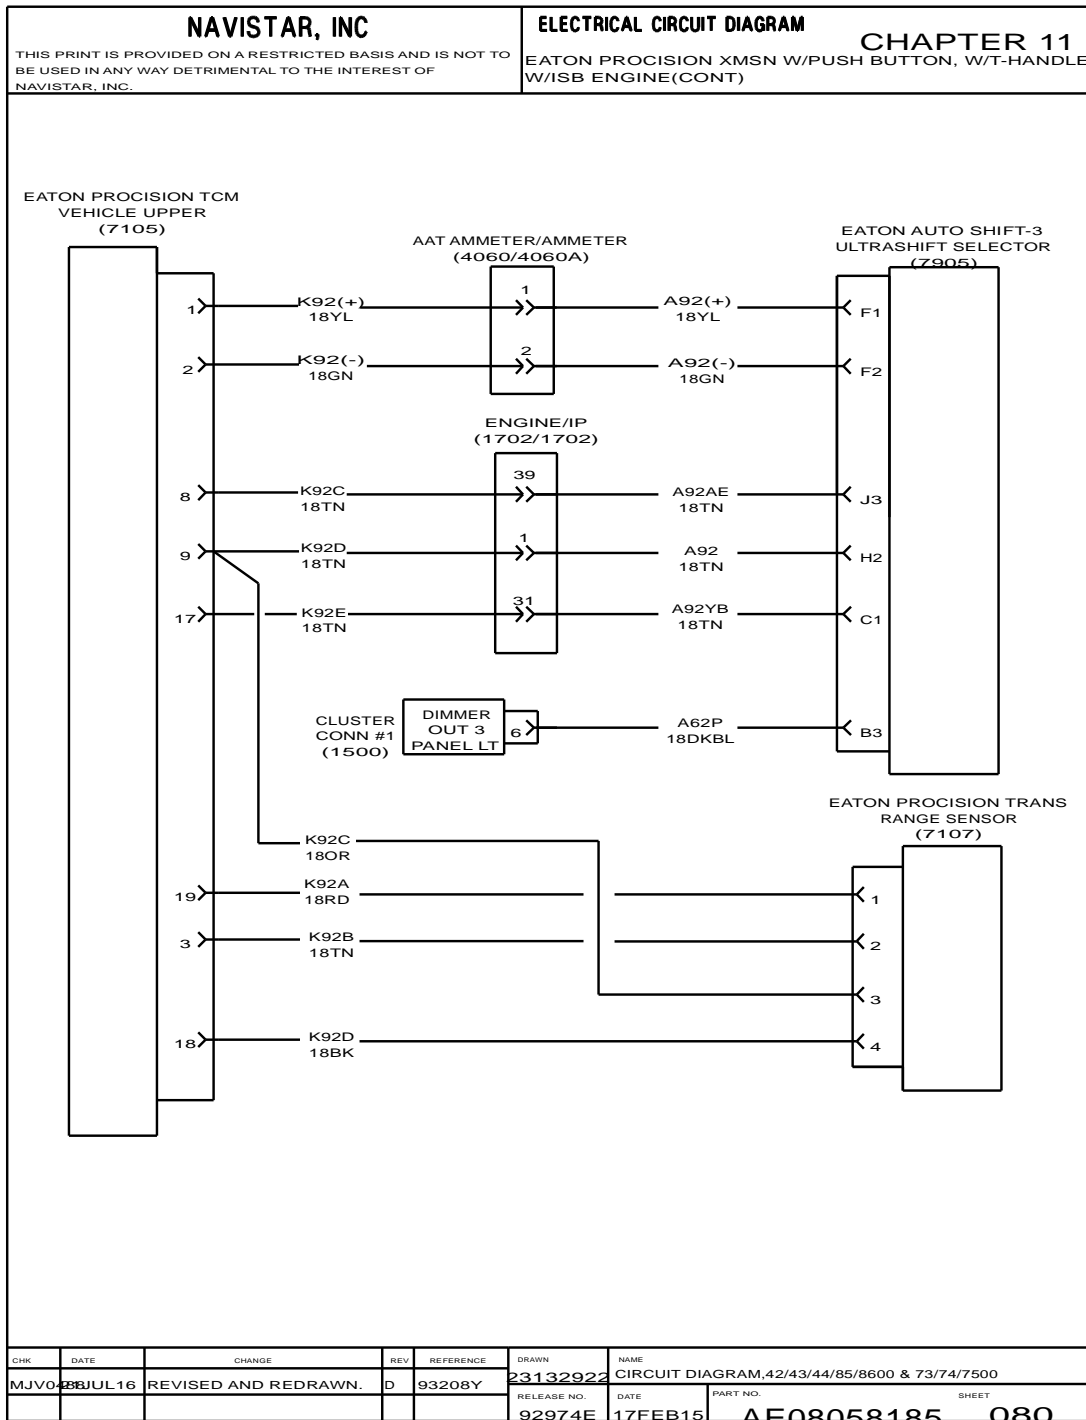 NAVISTAR, INC
THIS PRINT IS PROVIDED ON A RESTRICTED BASIS AND IS NOT TO
BE USED IN ANY WAY DETRIMENTAL TO THE INTEREST OF
NAVISTAR, INC.
ELECTRICAL CIRCUIT DIAGRAM
CHAPTER 11
EATON PROCISION XMSN W/PUSH BUTTON, W/T-HANDLE
W/ISB ENGINE(CONT)
EATON PROCISION TCM
VEHICLE UPPER
(7105)
AAT AMMETER/AMMETER
(4060/4060A)
EATON AUTO SHIFT-3
ULTRASHIFT SELECTOR
(7905)
1
K92(+)
18YL
1
A92(+)
18YL
F1
2
K92(-)
18GN
2
A92(-)
18GN
F2
ENGINE/IP
(1702/1702)
8
K92C
18TN
39
A92AE
18TN
J3
9
K92D
18TN
1
A92
18TN
H2
17
K92E
18TN
31
A92YB
18TN
C1
CLUSTER
CONN #1
(1500)
DIMMER
OUT 3
PANEL LT
6
A62P
18DKBL
B3
EATON PROCISION TRANS
RANGE SENSOR
(7107)
K92C
18OR
19
K92A
18RD
1
3
K92B
18TN
2
3
18
K92D
18BK
4
CHK DATE CHANGE REV REFERENCE DRAWN NAME
21JUL16 REVISED AND REDRAWN. D 93208Y 23132922 CIRCUIT DIAGRAM,42/43/44/85/8600 & 73/74/7500
RELEASE NO. DATE PART NO. SHEET
92974E 17FEB15 AE08058185 080